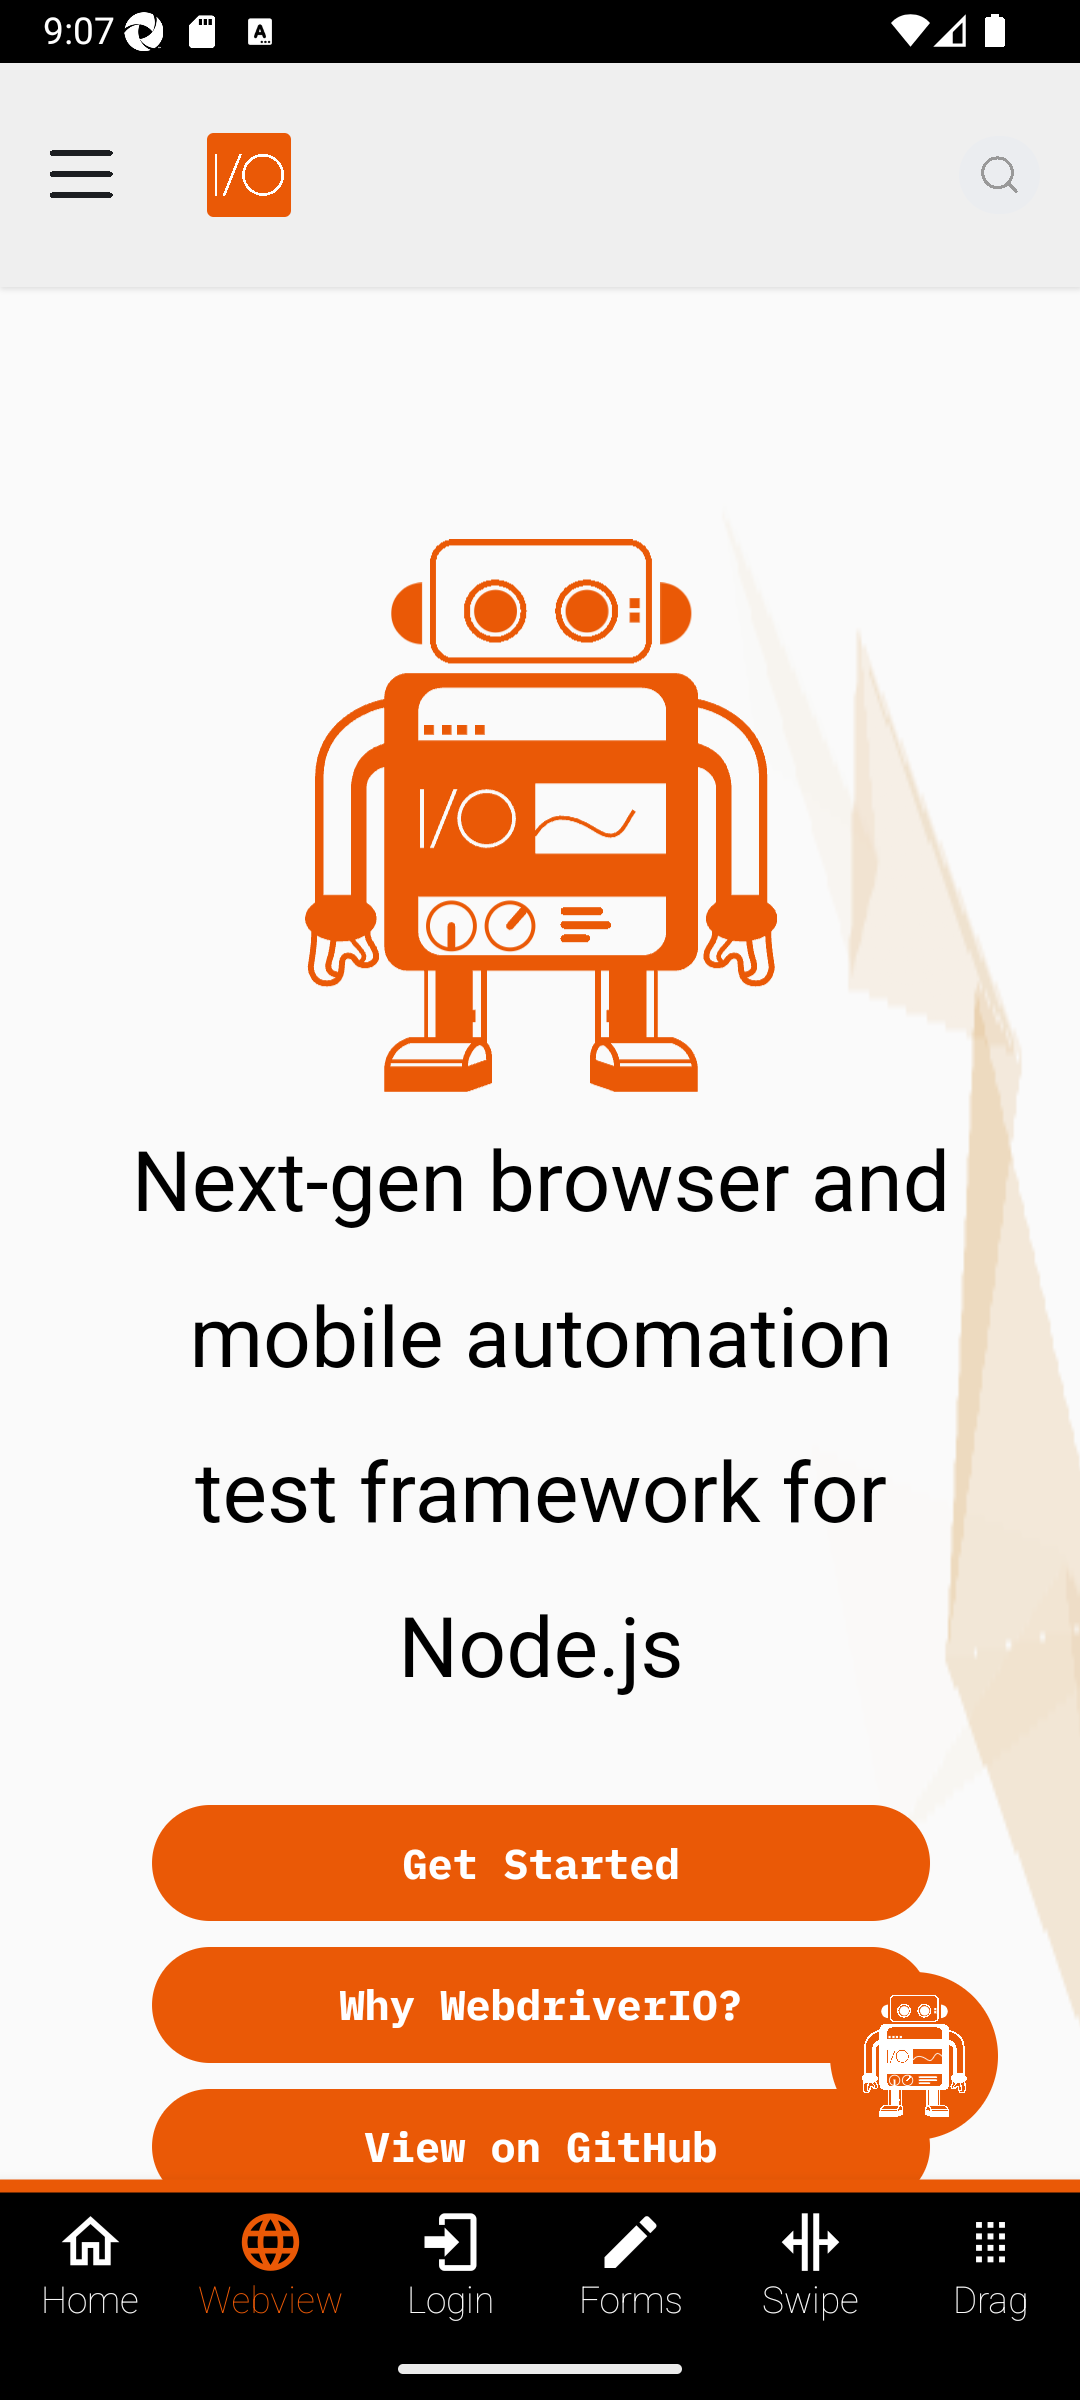 9:07
I/O
I/O
Next-gen browser and
mobile automation
test framework for
Node.js
Get Started
Why WebdriverIO?
I/O
View on GitHub
Home
Webview
Login
Forms
Swipe
Drag